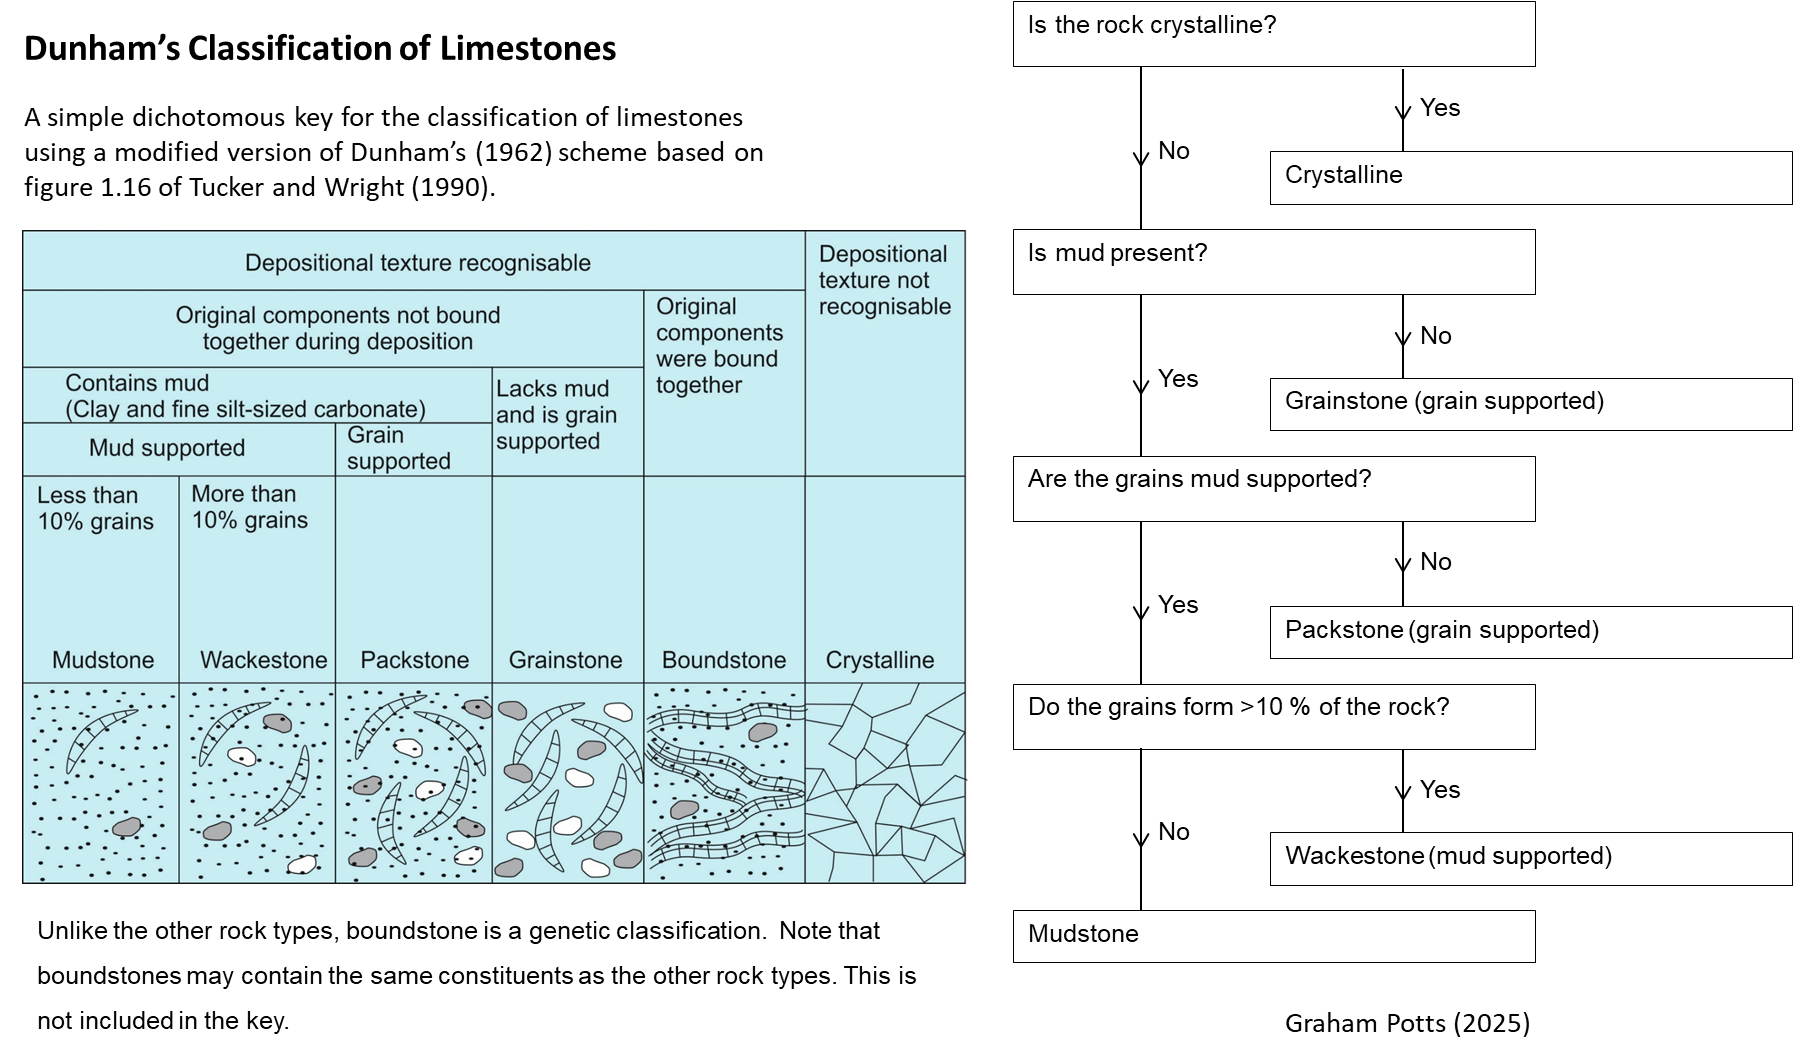 Dunham’s Classification of Limestones
A simple dichotomous key for the classification of limestones
using a modified version of Dunham’s (1962) scheme based on
figure 1.16 of Tucker and Wright (1990).
Depositional texture recognisable
Depositional
texture not
recognisable
Original components not bound
together during deposition
Original
components
were bound
together
Contains mud
(Clay and fine silt-sized carbonate)
Lacks mud
and is grain
supported
Mud supported
Grain
supported
Less than
10% grains
More than
10% grains
Mudstone
Wackestone
Packstone
Grainstone
Boundstone
Crystalline
Unlike the other rock types, boundstone is a genetic classification. Note that
boundstones may contain the same constituents as the other rock types. This is
not included in the key.
Is the rock crystalline?
Yes
No
Crystalline
Is mud present?
No
Yes
Grainstone (grain supported)
Are the grains mud supported?
No
Yes
Packstone (grain supported)
Do the grains form >10 % of the rock?
Yes
No
Wackestone (mud supported)
Mudstone
Graham Potts (2025)